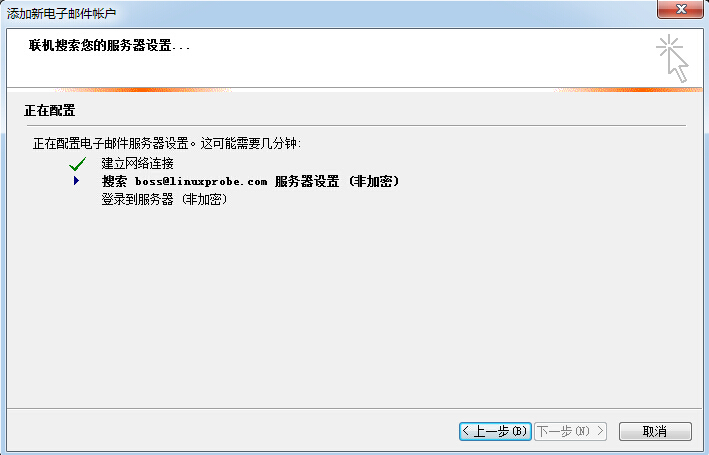 添加新电子邮件帐户
联机搜索您的服务器设置...
正在配置
正在配置电子邮件服务器设置。这可能需要几分钟:
建立网络连接
搜索 boss@linuxprobe.com 服务器设置 (非加密)
登录到服务器 (非加密)
< 上一步(B) 下一步(N) > 取消